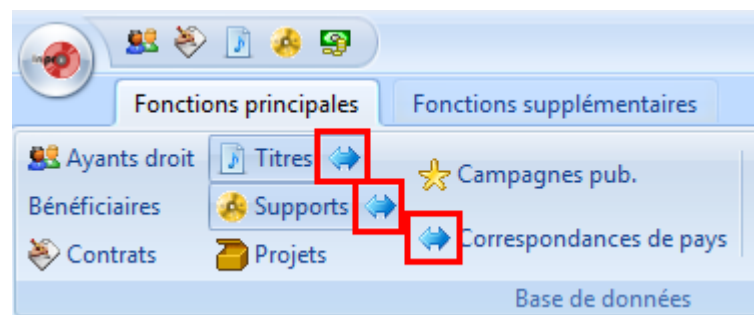 Fonctions principales Fonctions supplémentaires
Ayants droit Titres Campagnes pub.
Bénéficiaires Supports
Correspondances de pays
Contrats Projets
Base de données